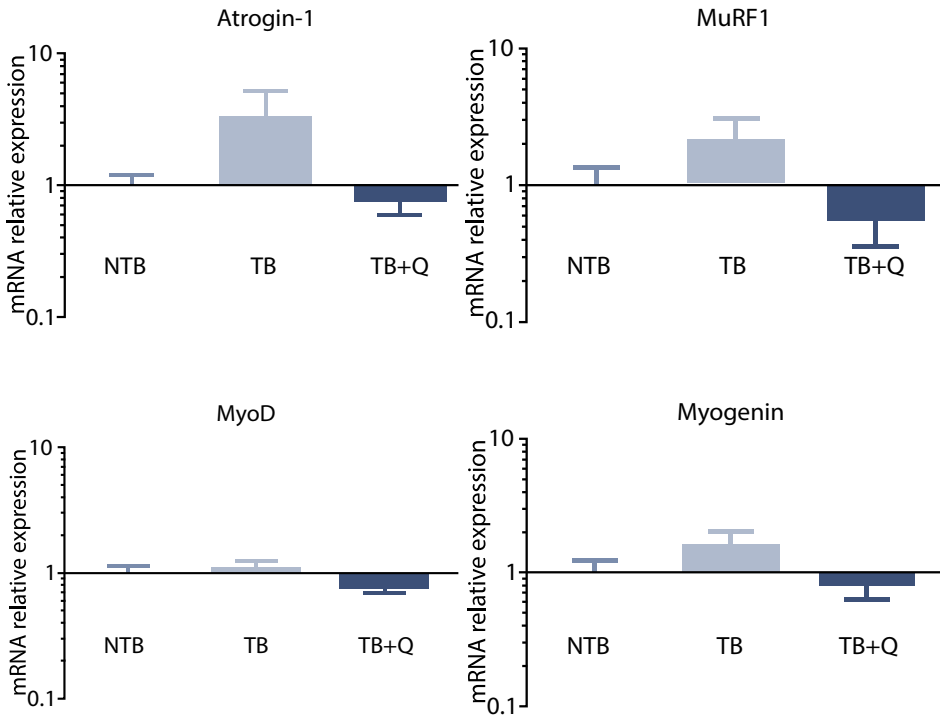 Atrogin-1
mRNA relative expression
10
1
0.1
NTB
TB
TB+Q
MuRF1
mRNA relative expression
10
1
0.1
NTB
TB
TB+Q
MyoD
mRNA relative expression
10
1
0.1
NTB
TB
TB+Q
Myogenin
mRNA relative expression
10
1
0.1
NTB
TB
TB+Q